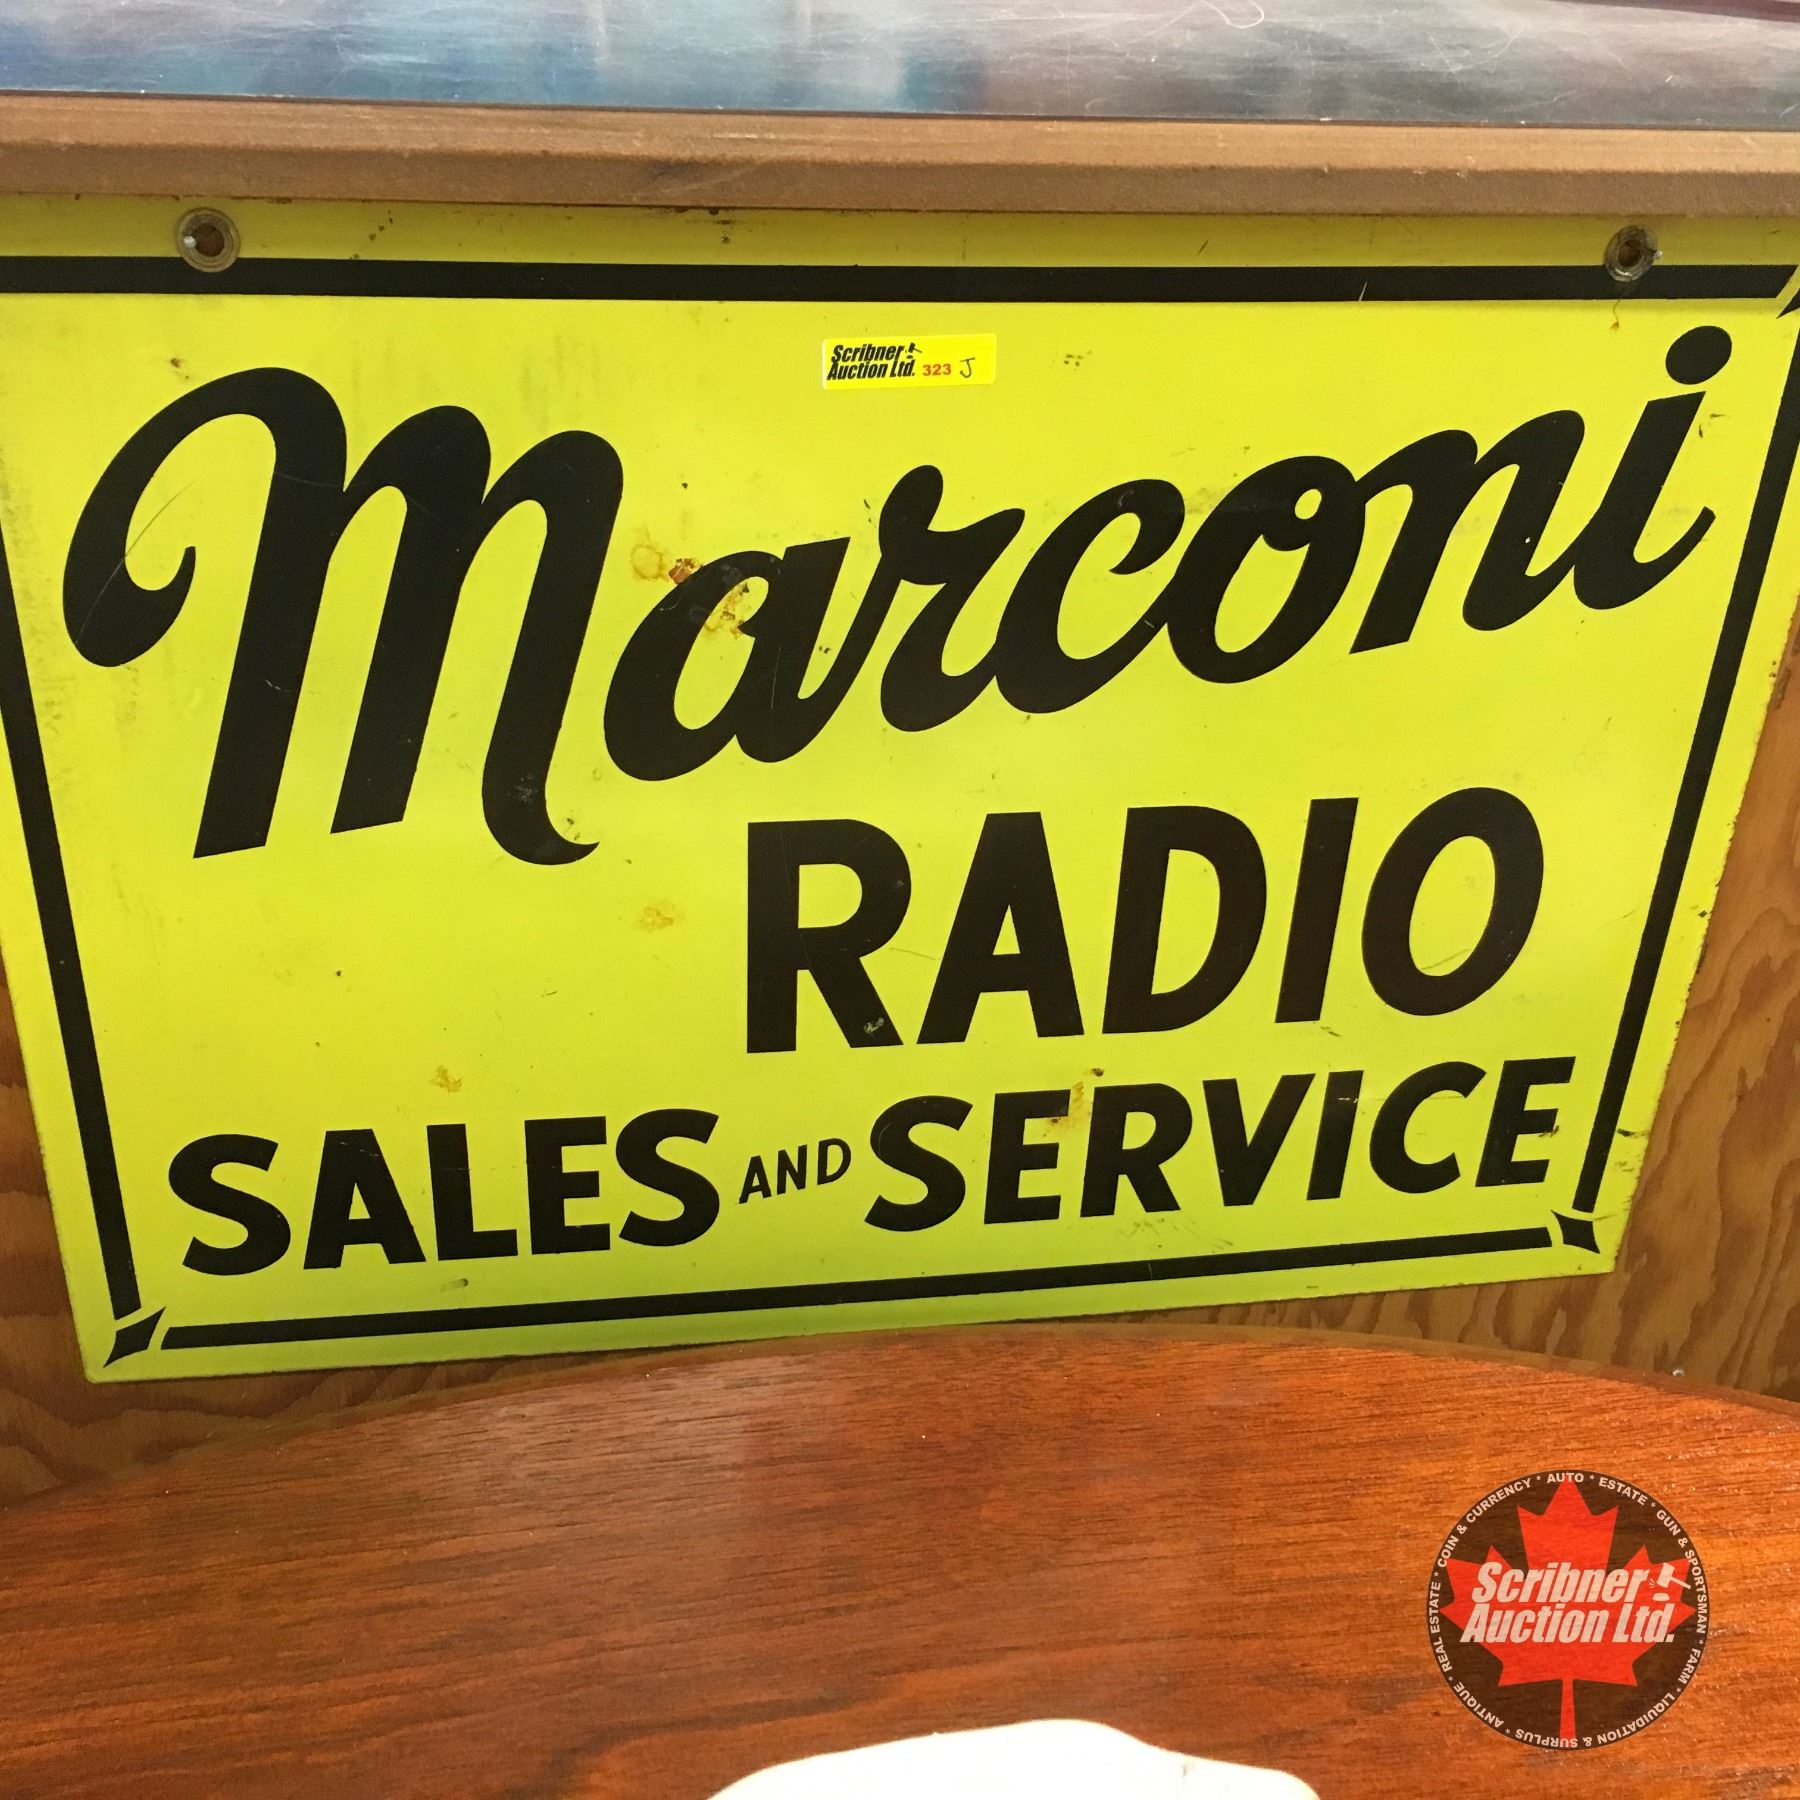 Scribner
Auction Ltd. 323 J
Marconi
RADIO
SALES AND SERVICE
ANTIQUE * REAL ESTATE * COIN & CURRENCY * AUTO * ESTATE * GUN & SPORTSMAN * FARM * LIQUIDATION & SURPLUS *
Scribner
Auction Ltd.